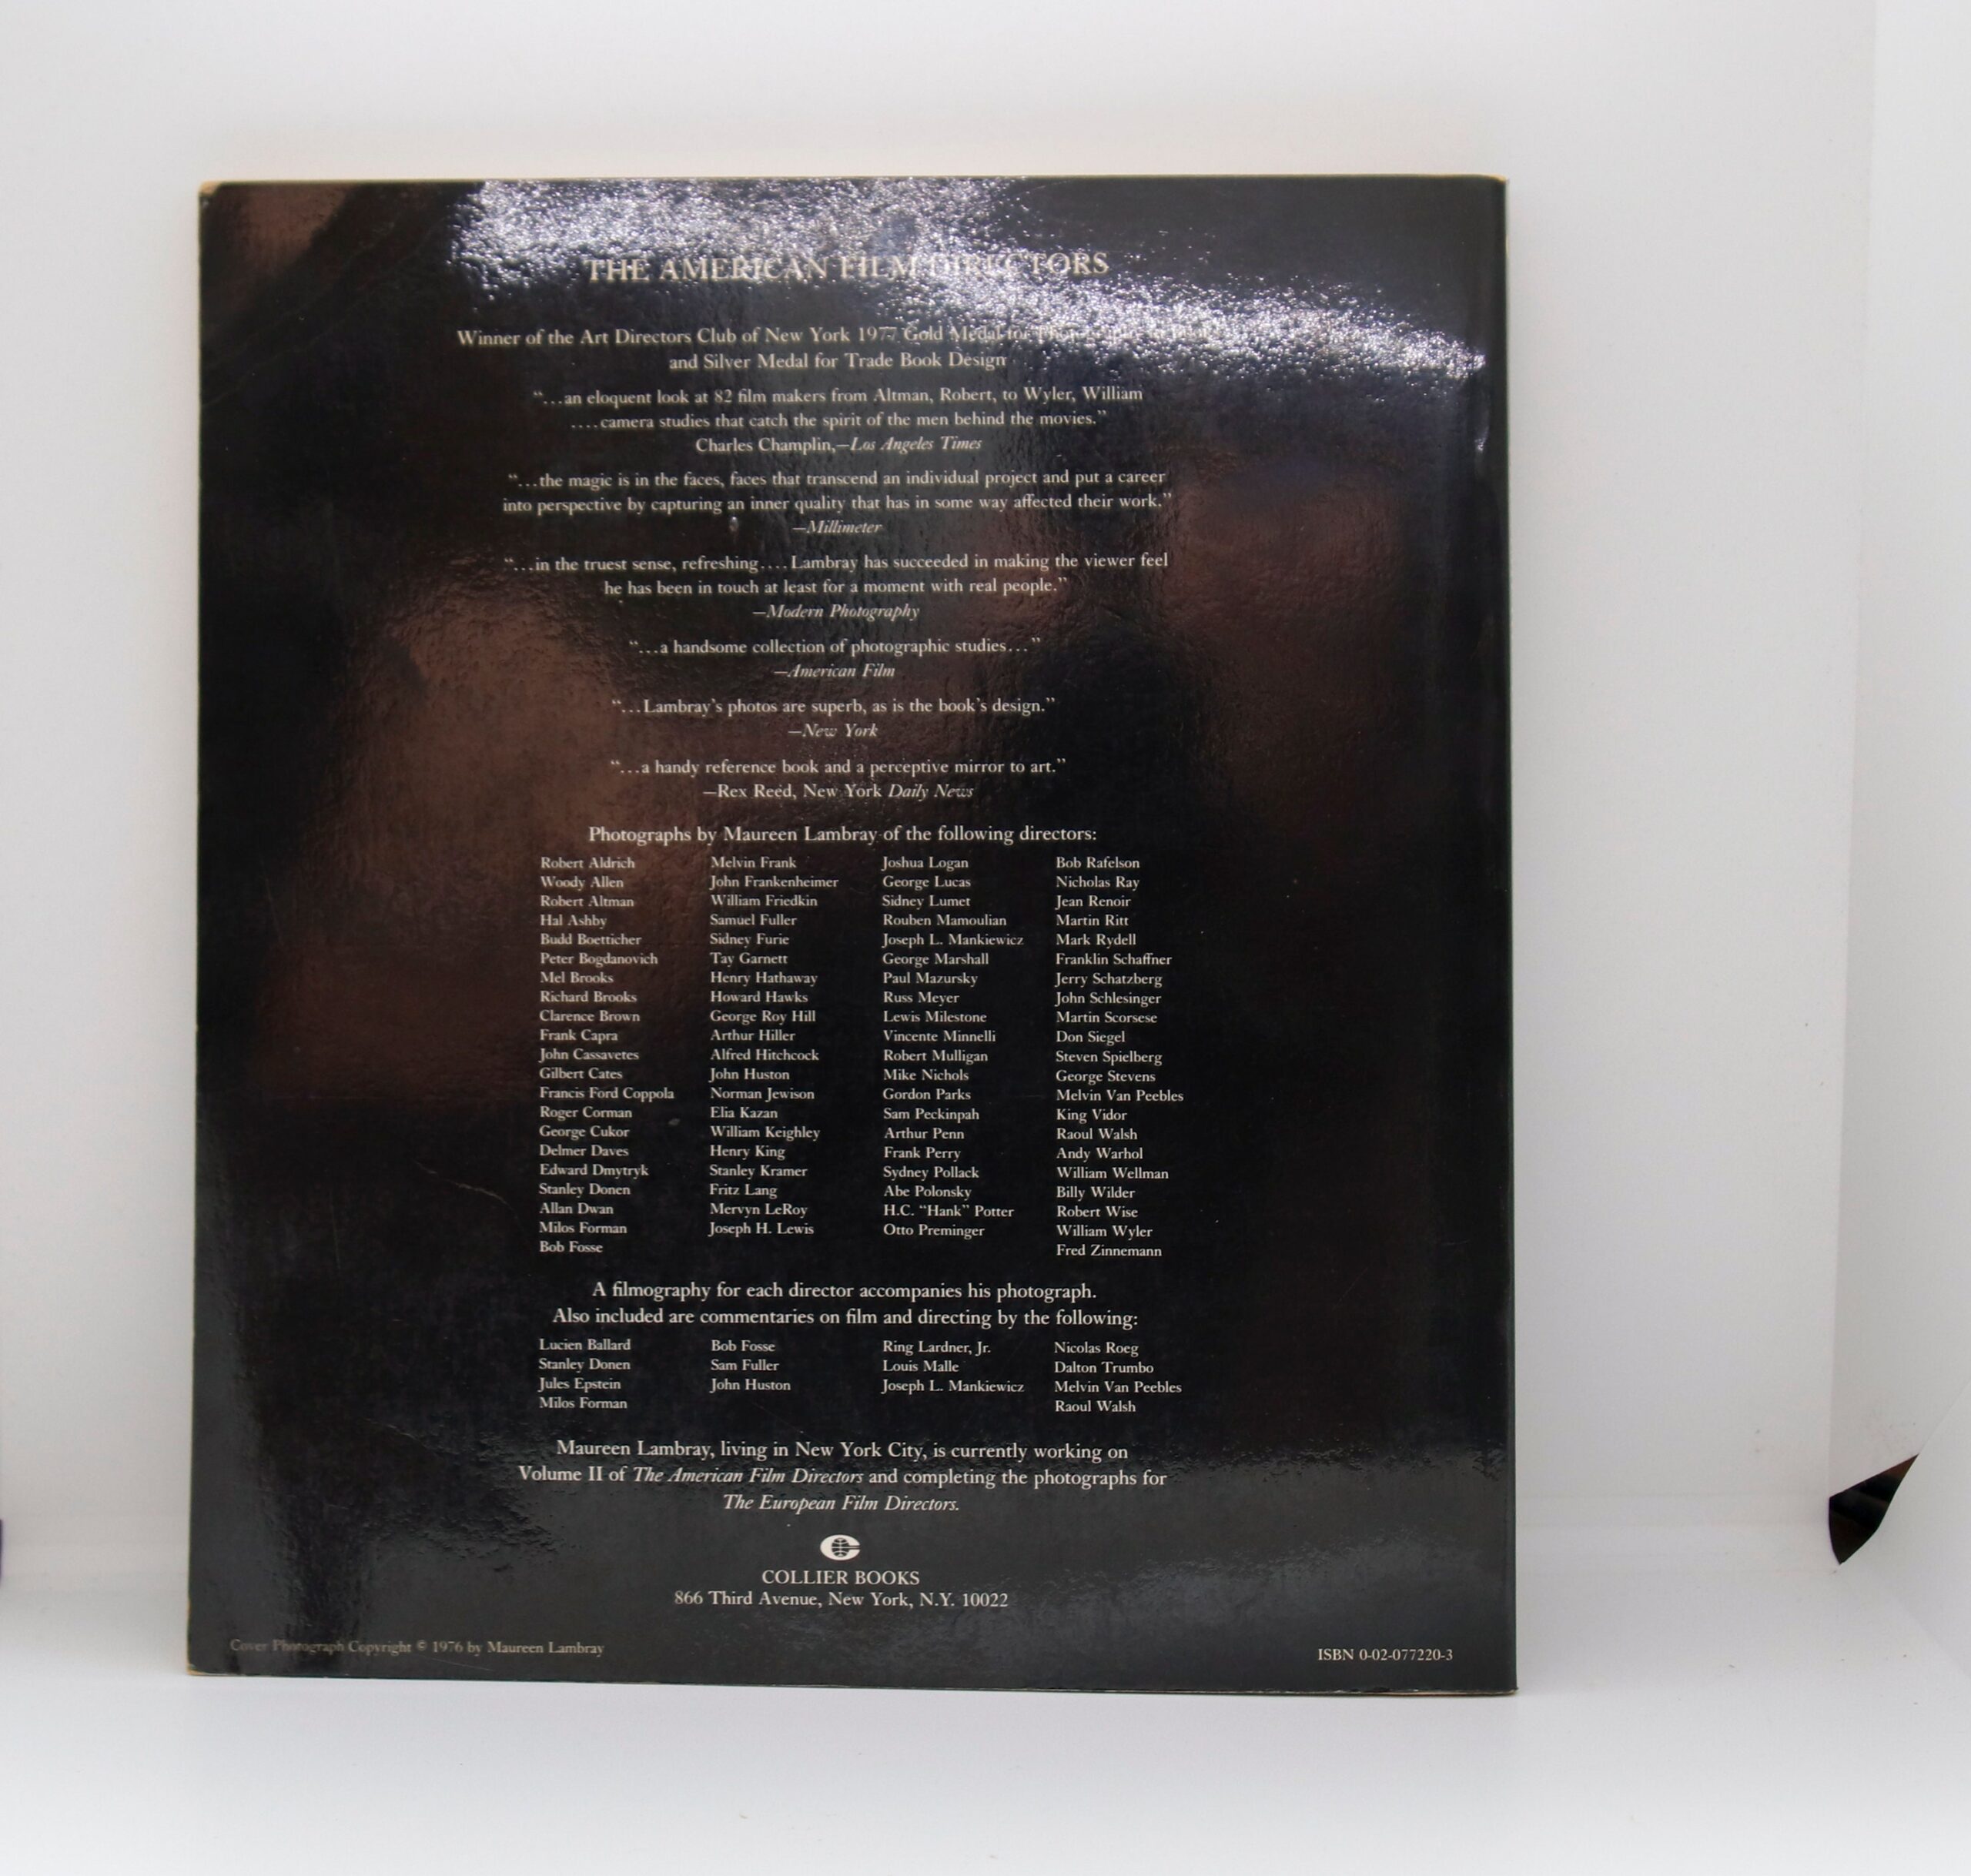 THE AMERICAN FILM DIRECTORS
Winner of the Art Directors Club of New York 1977 Gold Medal for
and Silver Medal for Trade Book Design
“...an eloquent look at 82 film makers from Altman, Robert, to Wyler, William
....camera studies that catch the spirit of the men behind the movies.”
Charles Champlin,—Los Angeles Times
“...the magic is in the faces, faces that transcend an individual project and put a career
into perspective by capturing an inner quality that has in some way affected their work.”
—Millimeter
“...in the truest sense, refreshing....Lambray has succeeded in making the viewer feel
he has been in touch at least for a moment with real people.”
—Modern Photography
“...a handsome collection of photographic studies...”
—American Film
“...Lambray’s photos are superb, as is the book’s design.”
—New York
“...a handy reference book and a perceptive mirror to art.”
—Rex Reed, New York Daily News
Photographs by Maureen Lambray of the following directors:
Robert Aldrich
Woody Allen
Robert Altman
Hal Ashby
Budd Boetticher
Peter Bogdanovich
Mel Brooks
Richard Brooks
Clarence Brown
Frank Capra
John Cassavetes
Gilbert Cates
Francis Ford Coppola
Roger Corman
George Cukor
Delmer Daves
Edward Dmytryk
Stanley Donen
Allan Dwan
Milos Forman
Bob Fosse
Melvin Frank
John Frankenheimer
William Friedkin
Samuel Fuller
Sidney Furie
Tay Garnett
Henry Hathaway
Howard Hawks
George Roy Hill
Arthur Hiller
Alfred Hitchcock
John Huston
Norman Jewison
Elia Kazan
William Keighley
Henry King
Stanley Kramer
Fritz Lang
Mervyn LeRoy
Joseph H. Lewis
Joshua Logan
George Lucas
Sidney Lumet
Rouben Mamoulian
Joseph L. Mankiewicz
George Marshall
Paul Mazursky
Russ Meyer
Lewis Milestone
Vincente Minnelli
Robert Mulligan
Mike Nichols
Gordon Parks
Sam Peckinpah
Arthur Penn
Frank Perry
Sydney Pollack
Abe Polonsky
H.C. “Hank” Potter
Otto Preminger
Bob Rafelson
Nicholas Ray
Jean Renoir
Martin Ritt
Mark Rydell
Franklin Schaffner
Jerry Schatzberg
John Schlesinger
Martin Scorsese
Don Siegel
Steven Spielberg
George Stevens
Melvin Van Peebles
King Vidor
Raoul Walsh
Andy Warhol
William Wellman
Billy Wilder
Robert Wise
William Wyler
Fred Zinnemann
A filmography for each director accompanies his photograph.
Also included are commentaries on film and directing by the following:
Lucien Ballard
Stanley Donen
Jules Epstein
Milos Forman
Bob Fosse
Sam Fuller
John Huston
Ring Lardner, Jr.
Louis Malle
Joseph L. Mankiewicz
Nicolas Roeg
Dalton Trumbo
Melvin Van Peebles
Raoul Walsh
Maureen Lambray, living in New York City, is currently working on
Volume II of The American Film Directors and completing the photographs for
The European Film Directors.
COLLIER BOOKS
866 Third Avenue, New York, N.Y. 10022
Cover Photograph Copyright © 1976 by Maureen Lambray
ISBN 0-02-077220-3